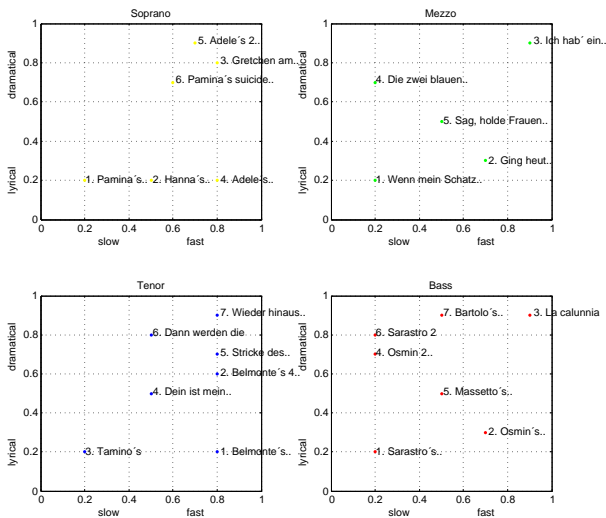 Soprano
1
5. Adele´s 2..
dramatical
0.8
3. Gretchen am..
6. Pamina´s suicide..
0.6
0.4
lyrical
0.2
1. Pamina´s..
2. Hanna´s..
4. Adele-s..
0
0 0.2 0.4 0.6 0.8 1
slow fast
Mezzo
1
3. Ich hab´ ein..
dramatical
0.8
4. Die zwei blauen..
0.6
5. Sag, holde Frauen..
0.4
2. Ging heut..
lyrical
0.2
1. Wenn mein Schatz..
0
0 0.2 0.4 0.6 0.8 1
slow fast
Tenor
1
7. Wieder hinaus..
dramatical
0.8
6. Dann werden die
5. Stricke des..
0.6
2. Belmonte´s 4..
4. Dein ist mein..
0.4
lyrical
0.2
3. Tamino´s
1. Belmonte´s..
0
0 0.2 0.4 0.6 0.8 1
slow fast
Bass
1
7. Bartolo´s..
3. La calunnia
dramatical
0.8
6. Sarastro 2
4. Osmin 2..
0.6
5. Massetto´s..
0.4
2. Osmin´s..
lyrical
0.2
1. Sarastro´s..
0
0 0.2 0.4 0.6 0.8 1
slow fast